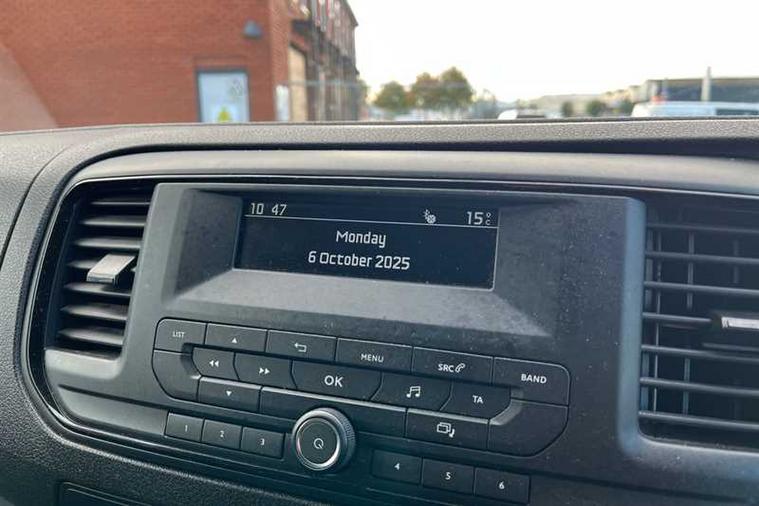 10 47 15°C
Monday
6 October 2025
LIST
MENU
SRC
BAND
OK
TA
1 2 3
4 5 6